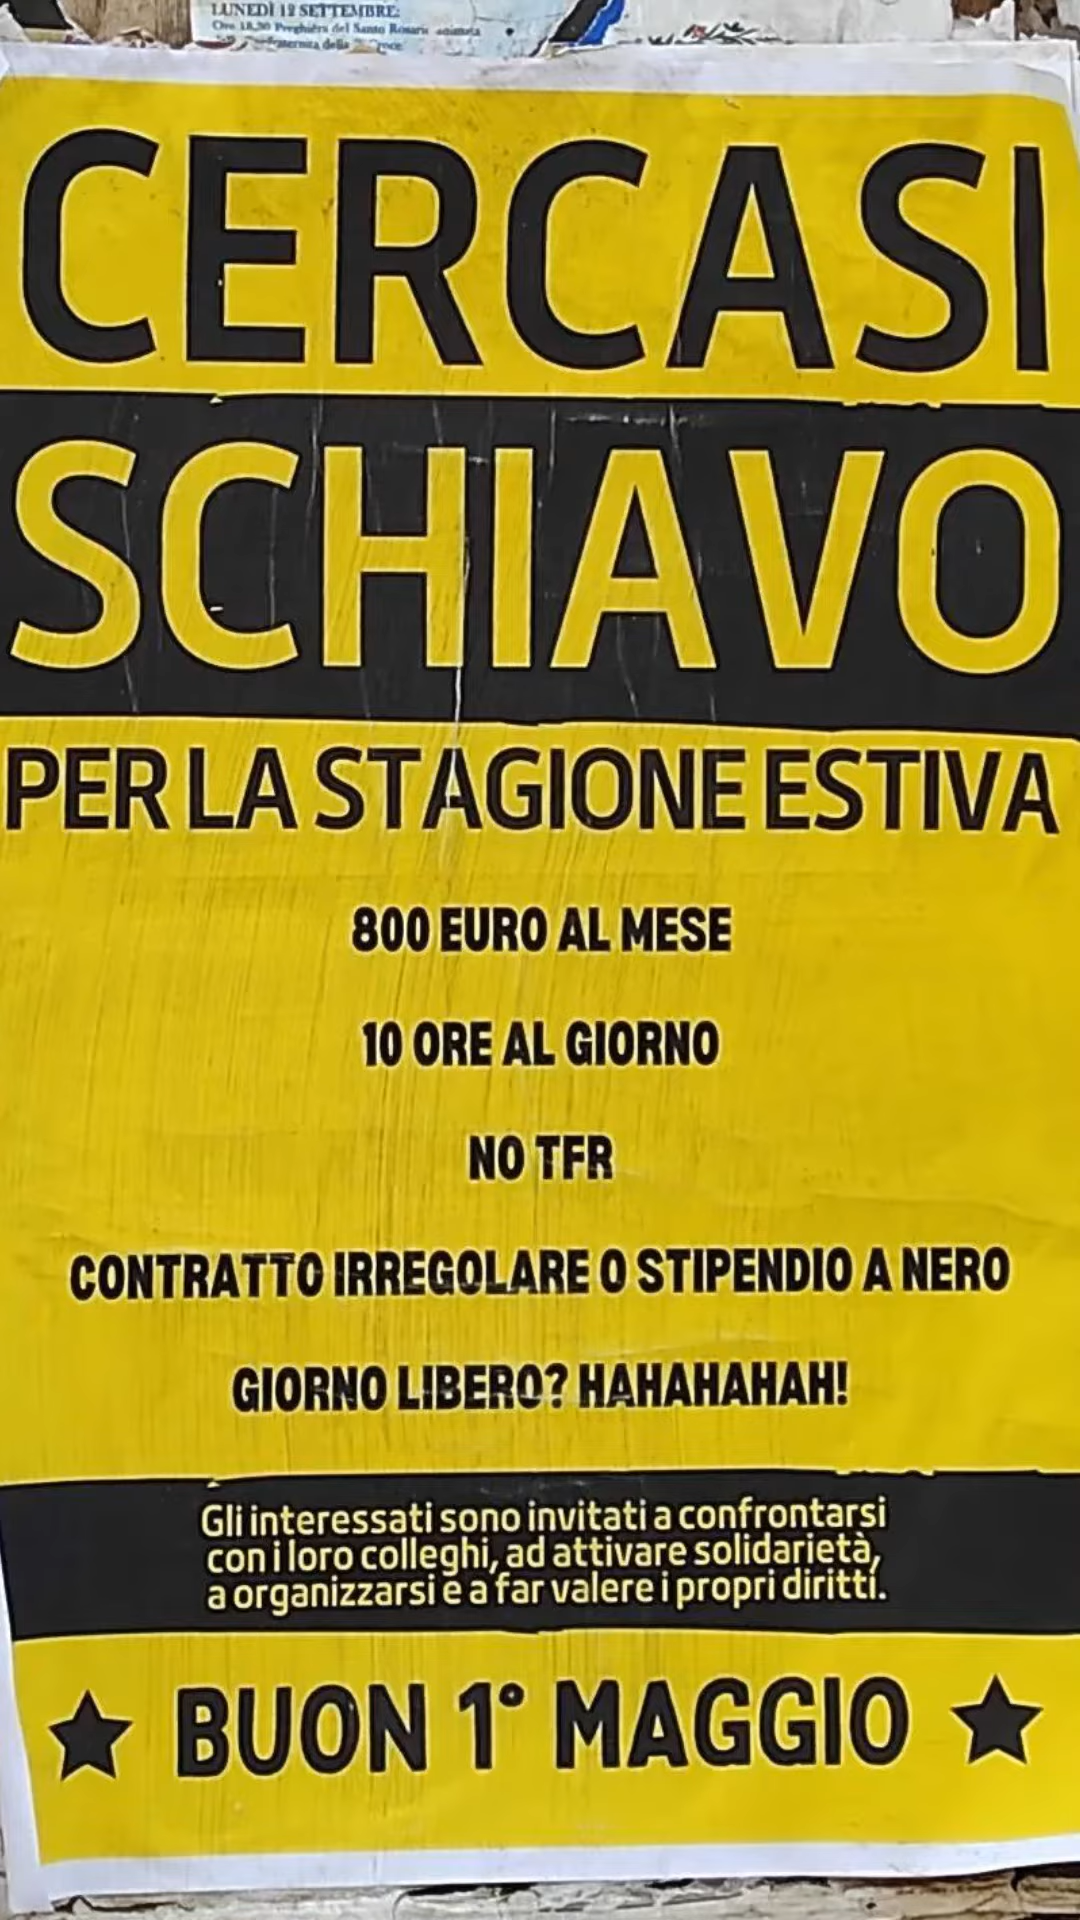 LUNEDÌ 12 SETTEMBRE:
Ore 18,30 Preghiera del Santo Rosario animata
della Croce
CERCASI
SCHIAVO
PER LA STAGIONE ESTIVA
800 EURO AL MESE
10 ORE AL GIORNO
NO TFR
CONTRATTO IRREGOLARE O STIPENDIO A NERO
GIORNO LIBERO? HAHAHAHAH!
Gli interessati sono invitati a confrontarsi
con i loro colleghi, ad attivare solidarietà,
a organizzarsi e a far valere i propri diritti.
★ BUON 1° MAGGIO ★